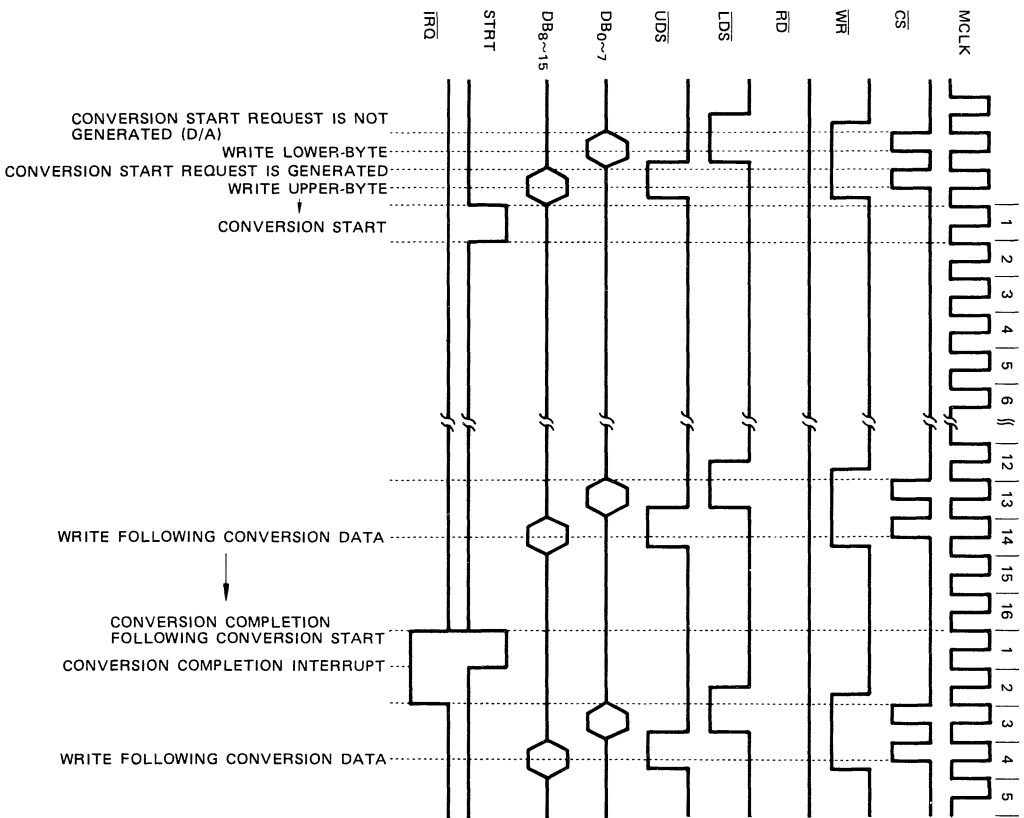 IRQ
STRT
DB8~15
DB0~7
UDS
LDS
RD
WR
CS
MCLK
CONVERSION START REQUEST IS NOT
GENERATED (D/A)
WRITE LOWER-BYTE
CONVERSION START REQUEST IS GENERATED
WRITE UPPER-BYTE
CONVERSION START
WRITE FOLLOWING CONVERSION DATA
CONVERSION COMPLETION
FOLLOWING CONVERSION START
CONVERSION COMPLETION INTERRUPT
WRITE FOLLOWING CONVERSION DATA
1
2
3
4
5
6
12
13
14
15
16
1
2
3
4
5